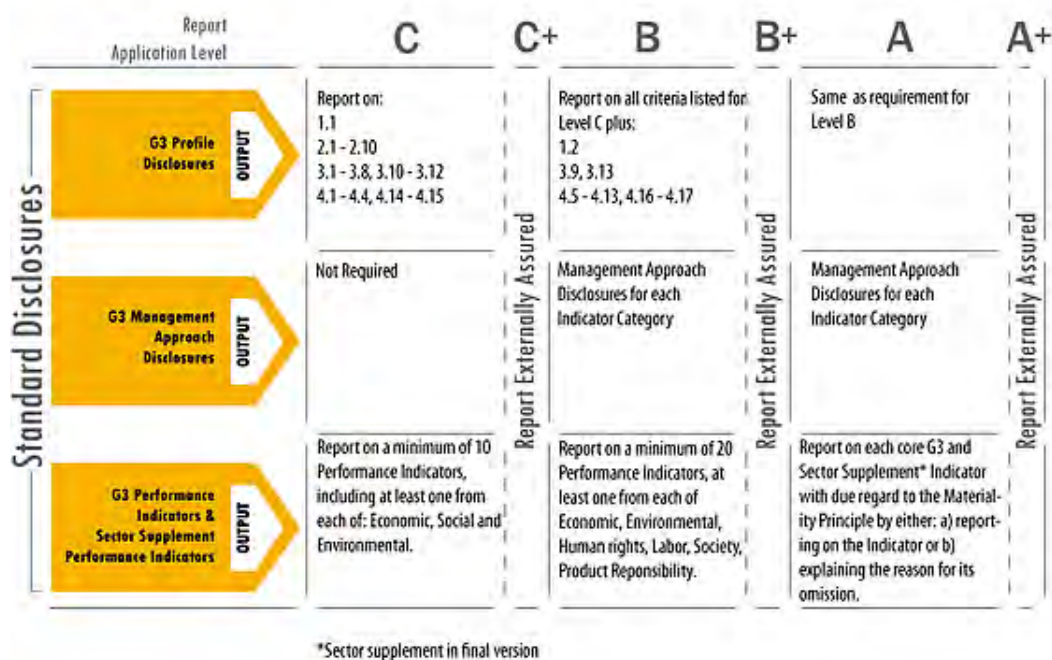 Report
Application Level
C
C+
B
B+
A
A+
Standard Disclosures
G3 Profile
Disclosures
OUTPUT
Report on:
1.1
2.1 - 2.10
3.1 - 3.8, 3.10 - 3.12
4.1 - 4.4, 4.14 - 4.15
Report on all criteria listed for
Level C plus:
1.2
3.9, 3.13
4.5 - 4.13, 4.16 - 4.17
Same as requirement for
Level B
G3 Management
Approach
Disclosures
OUTPUT
Not Required
Management Approach
Disclosures for each
Indicator Category
Management Approach
Disclosures for each
Indicator Category
G3 Performance
Indicators &
Sector Supplement
Performance Indicators
OUTPUT
Report on a minimum of 10
Performance Indicators,
including at least one from
each of: Economic, Social and
Environmental.
Report on a minimum of 20
Performance Indicators, at
least one from each of
Economic, Environmental,
Human rights, Labor, Society,
Product Reponsibility.
Report on each core G3 and
Sector Supplement* Indicator
with due regard to the Material-
ity Principle by either: a) report-
ing on the Indicator or b)
explaining the reason for its
omission.
Report Externally Assured
Report Externally Assured
Report Externally Assured
*Sector supplement in final version